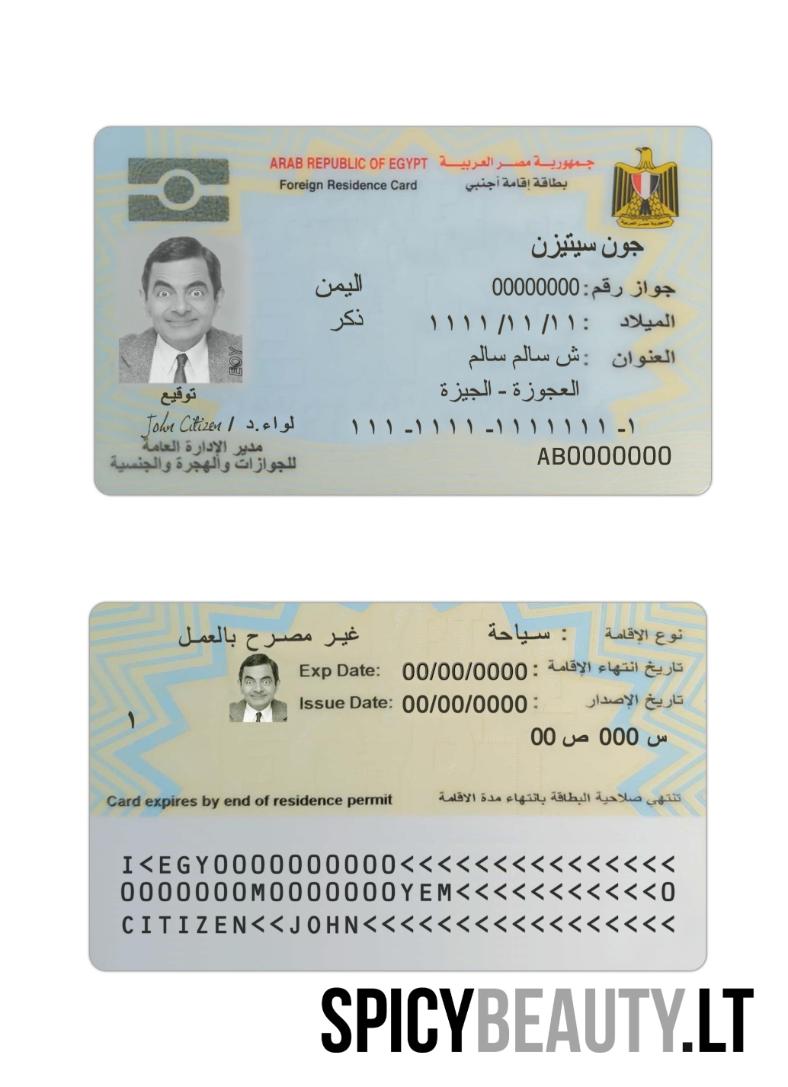 ARAB REPUBLIC OF EGYPT جمهورية مصر العربية
Foreign Residence Card بطاقة إقامة أجنبي
جون سيتيزن
جواز رقم: 00000000 اليمن
الميلاد : ١١١١/١١/١١ ذكر
العنوان : ش سالم سالم
العجوزة - الجيزة
EGY
توقيع
John Citizen / لواء.د
مدير الإدارة العامة
للجوازات والهجرة والجنسية
١١١ -١١١١ -١١١١١١١ -١
AB0000000
نوع الإقامة : سياحة غير مصرح بالعمل
تاريخ انتهاء الإقامة : 00/00/0000 Exp Date:
تاريخ الإصدار : 00/00/0000 Issue Date:
١
س 000 ص 00
Card expires by end of residence permit تنتهي صلاحية البطاقة بانتهاء مدة الاقامة
I<EGY0000000000<<<<<<<<<<<<<<<
0000000M0000000YEM<<<<<<<<<<<0
CITIZEN<<JOHN<<<<<<<<<<<<<<<<<
SPICYBEAUTY.LT